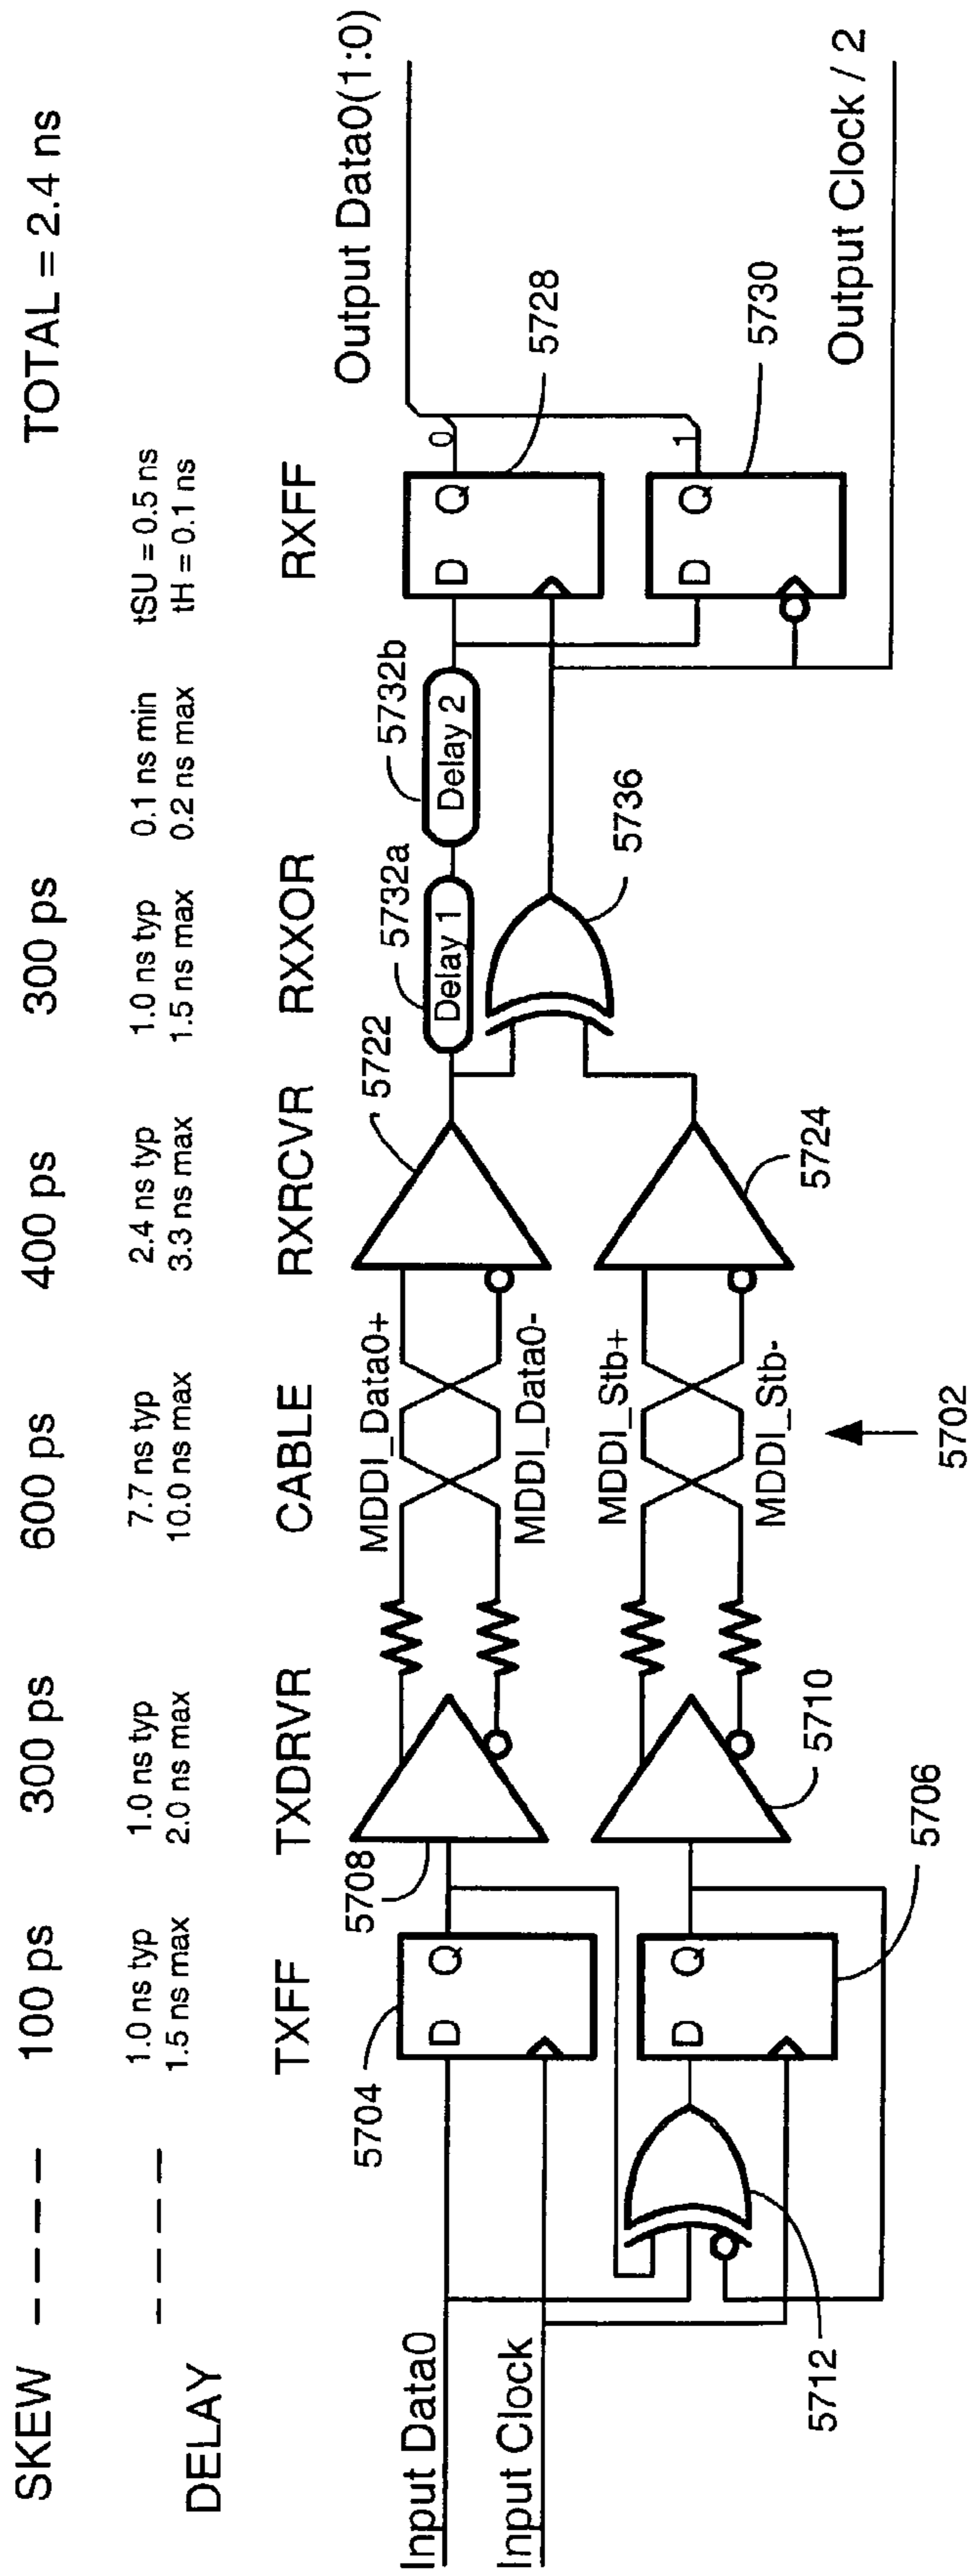 SKEW 100 ps 300 ps 600 ps 400 ps 300 ps TOTAL = 2.4 ns
DELAY
1.0 ns typ
1.5 ns max
1.0 ns typ
2.0 ns max
7.7 ns typ
10.0 ns max
2.4 ns typ
3.3 ns max
1.0 ns typ
1.5 ns max
0.1 ns min
0.2 ns max
tSU = 0.5 ns
tH = 0.1 ns
TXFF TXDRVR CABLE RXRCVR RXXOR RXFF
Input Data0
Input Clock
5704
D Q
5708
MDDI_Data0+
MDDI_Data0-
5722
5732a
Delay 1
5732b
Delay 2
D Q
0
Output Data0(1:0)
5728
5712
D Q
5706
5710
MDDI_Stb+
MDDI_Stb-
5724
5736
D Q
1
5730
Output Clock / 2
5702